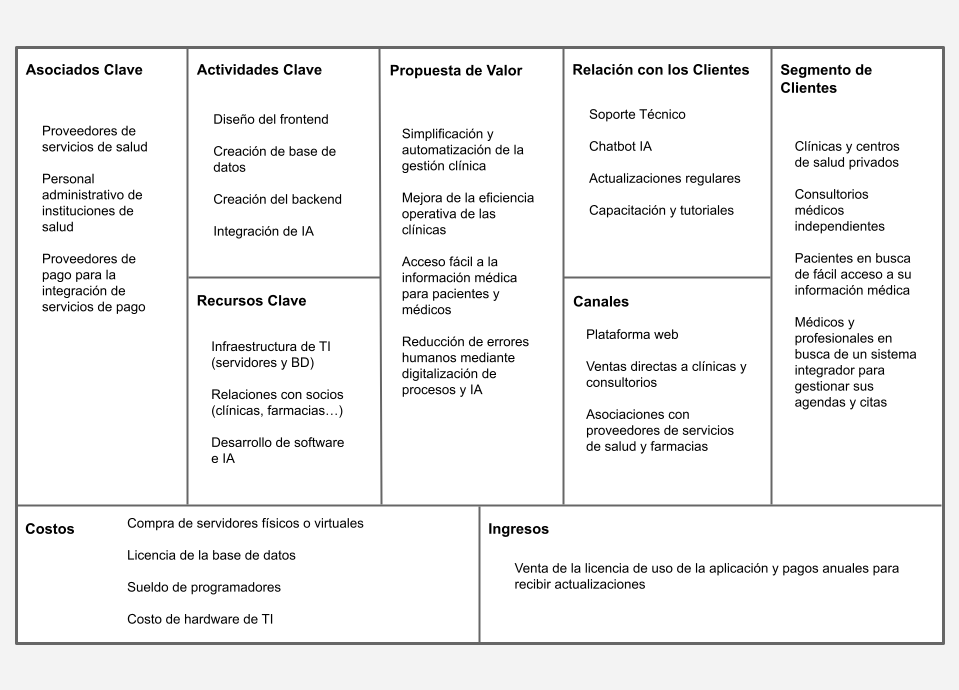 Asociados Clave
Proveedores de
servicios de salud
Personal
administrativo de
instituciones de
salud
Proveedores de
pago para la
integración de
servicios de pago
Actividades Clave
Diseño del frontend
Creación de base de
datos
Creación del backend
Integración de IA
Recursos Clave
Infraestructura de TI
(servidores y BD)
Relaciones con socios
(clínicas, farmacias…)
Desarrollo de software
e IA
Propuesta de Valor
Simplificación y
automatización de la
gestión clínica
Mejora de la eficiencia
operativa de las
clínicas
Acceso fácil a la
información médica
para pacientes y
médicos
Reducción de errores
humanos mediante
digitalización de
procesos y IA
Relación con los Clientes
Soporte Técnico
Chatbot IA
Actualizaciones regulares
Capacitación y tutoriales
Canales
Plataforma web
Ventas directas a clínicas y
consultorios
Asociaciones con
proveedores de servicios
de salud y farmacias
Segmento de
Clientes
Clínicas y centros
de salud privados
Consultorios
médicos
independientes
Pacientes en busca
de fácil acceso a su
información médica
Médicos y
profesionales en
busca de un sistema
integrador para
gestionar sus
agendas y citas
Costos
Compra de servidores físicos o virtuales
Licencia de la base de datos
Sueldo de programadores
Costo de hardware de TI
Ingresos
Venta de la licencia de uso de la aplicación y pagos anuales para
recibir actualizaciones